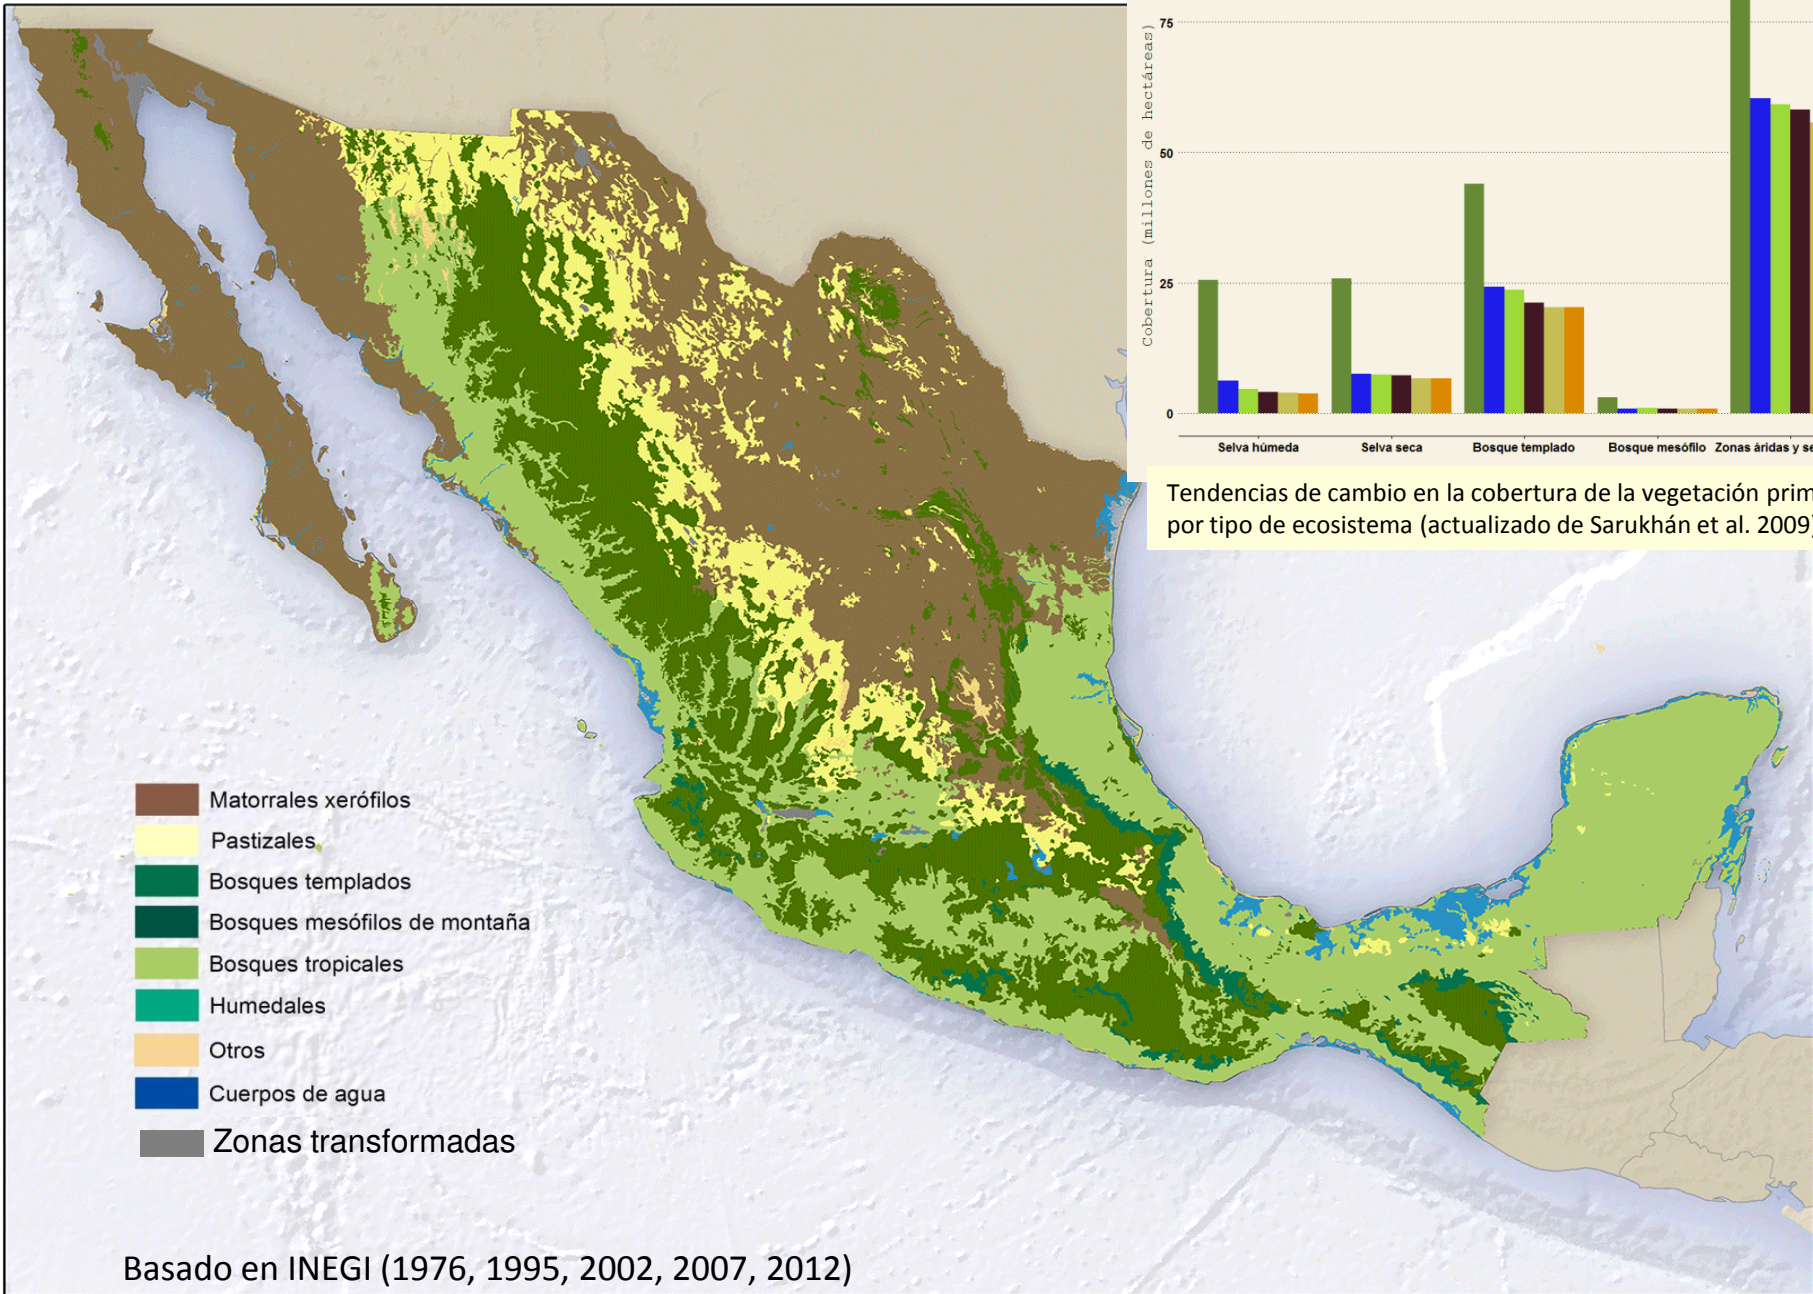 Cobertura (millones de hectáreas)
75
50
25
0
Selva húmeda
Selva seca
Bosque templado
Bosque mesófilo
Zonas áridas y se
Tendencias de cambio en la cobertura de la vegetación prim
por tipo de ecosistema (actualizado de Sarukhán et al. 2009)
Matorrales xerófilos
Pastizales
Bosques templados
Bosques mesófilos de montaña
Bosques tropicales
Humedales
Otros
Cuerpos de agua
Zonas transformadas
Basado en INEGI (1976, 1995, 2002, 2007, 2012)